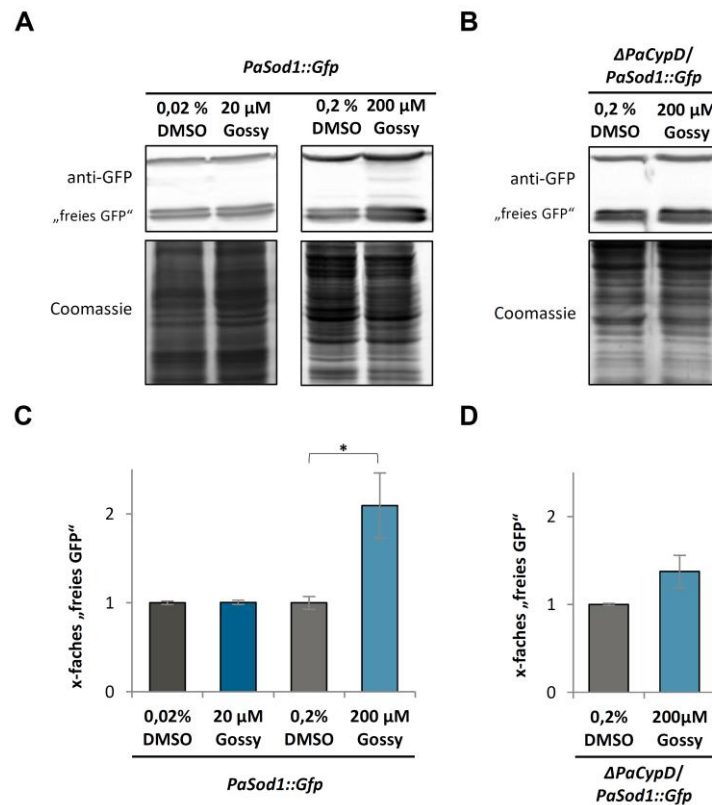 A
PaSod1::Gfp
0,02 % 20 µM
DMSO Gossy
0,2 % 200 µM
DMSO Gossy
anti-GFP
„freies GFP“
Coomassie
B
ΔPaCypD/
PaSod1::Gfp
0,2 % 200 µM
DMSO Gossy
anti-GFP
„freies GFP“
Coomassie
C
*
x-faches „freies GFP“
2
1
0
0,02% 20 µM 0,2% 200 µM
DMSO Gossy DMSO Gossy
PaSod1::Gfp
D
x-faches „freies GFP“
2
1
0
0,2% 200µM
DMSO Gossy
ΔPaCypD/
PaSod1::Gfp